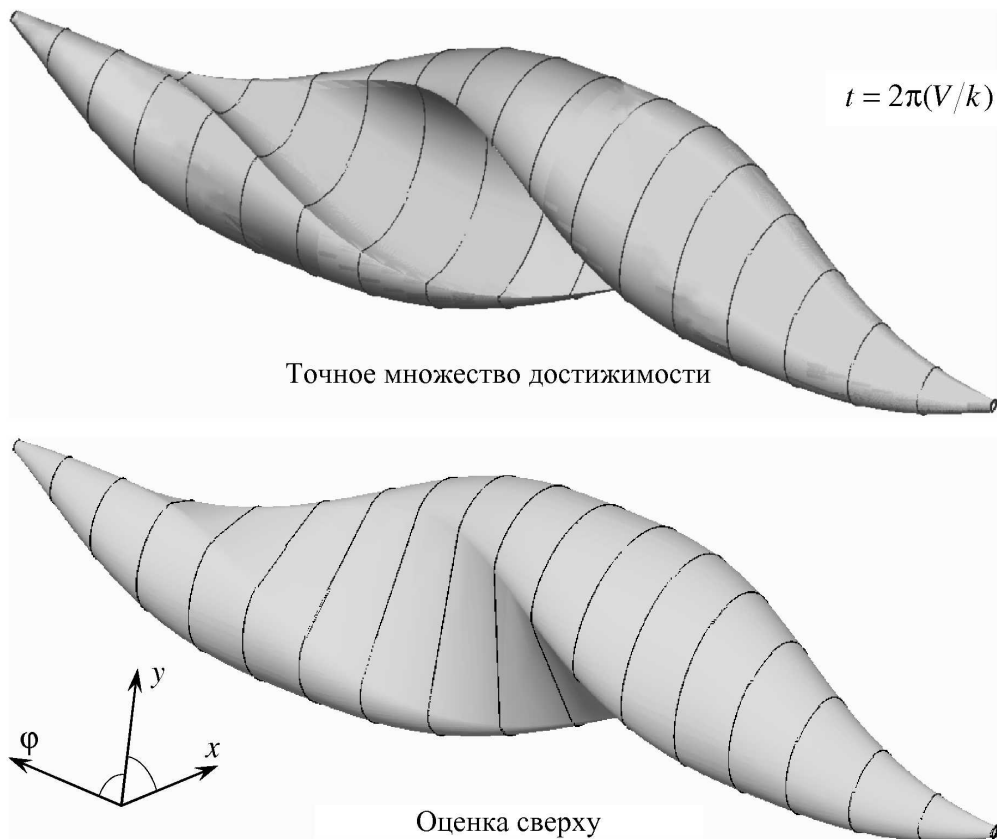 t = 2π(V/k)
Точное множество достижимости
y
φ
x
Оценка сверху